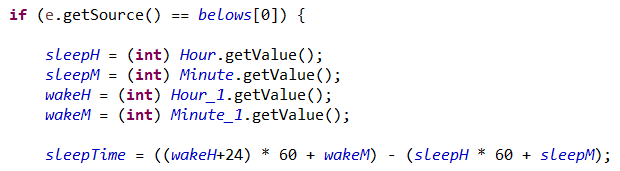 if (e.getSource() == belows[0]) {
sleepH = (int) Hour.getValue();
sleepM = (int) Minute.getValue();
wakeH = (int) Hour_1.getValue();
wakeM = (int) Minute_1.getValue();
sleepTime = ((wakeH+24) * 60 + wakeM) - (sleepH * 60 + sleepM);